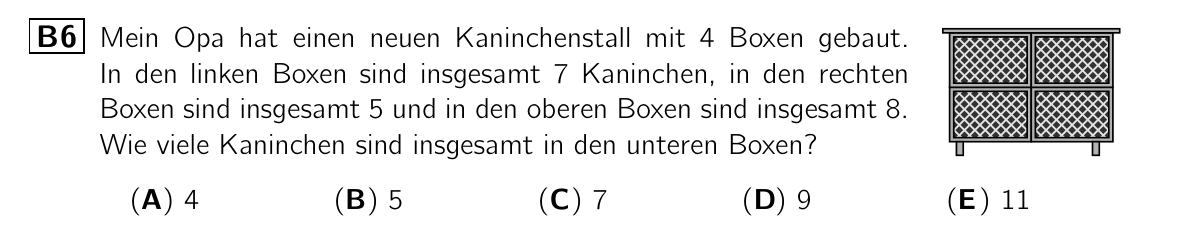 B6 Mein Opa hat einen neuen Kaninchenstall mit 4 Boxen gebaut.
In den linken Boxen sind insgesamt 7 Kaninchen, in den rechten
Boxen sind insgesamt 5 und in den oberen Boxen sind insgesamt 8.
Wie viele Kaninchen sind insgesamt in den unteren Boxen?
(A) 4 (B) 5 (C) 7 (D) 9 (E) 11